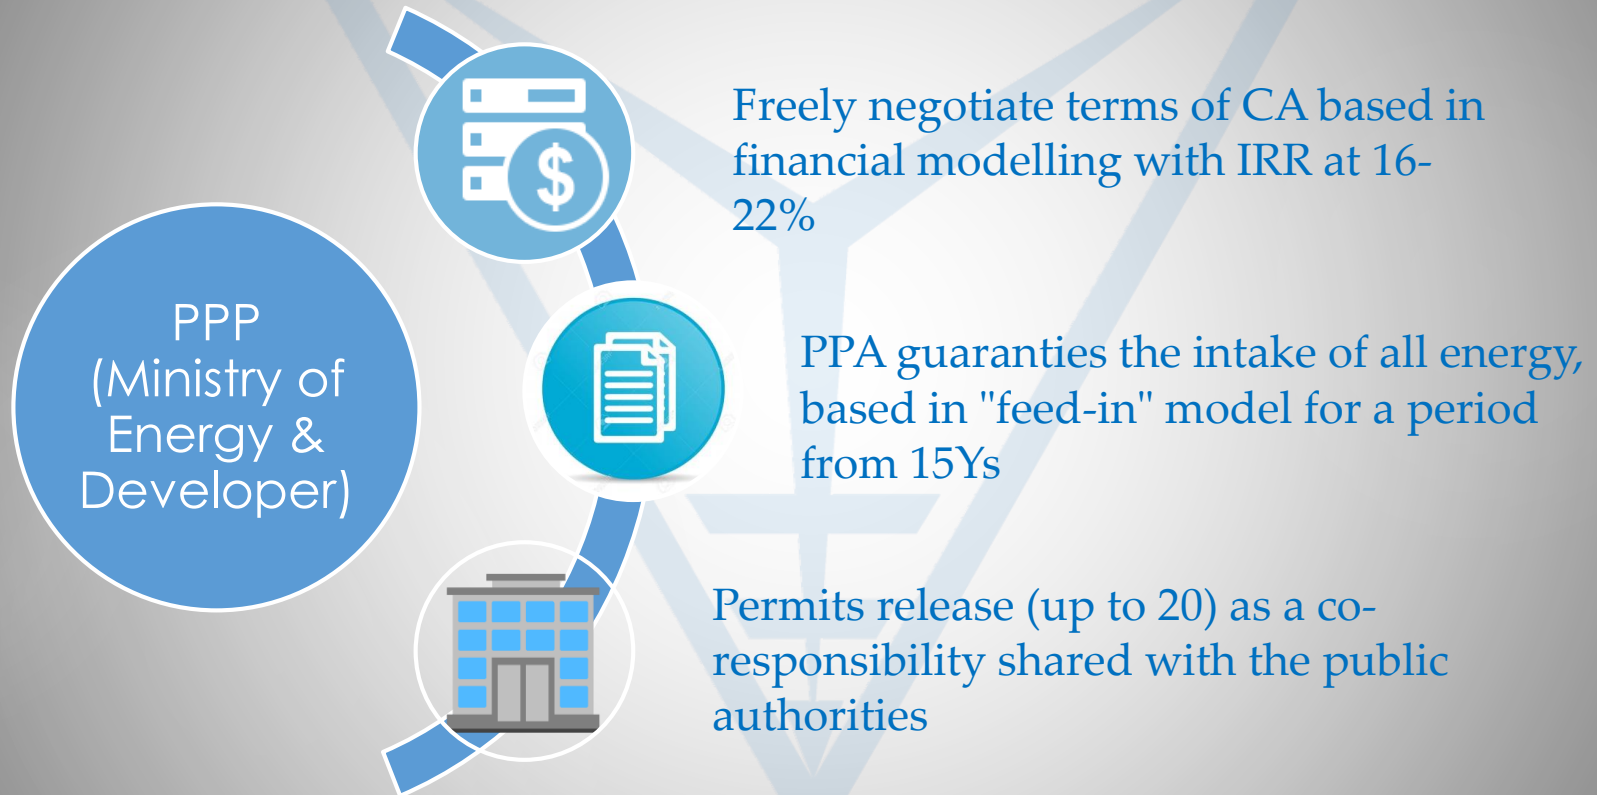 PPP
(Ministry of
Energy &
Developer)
$
Freely negotiate terms of CA based in
financial modelling with IRR at 16-
22%
PPA guaranties the intake of all energy,
based in "feed-in" model for a period
from 15Ys
Permits release (up to 20) as a co-
responsibility shared with the public
authorities